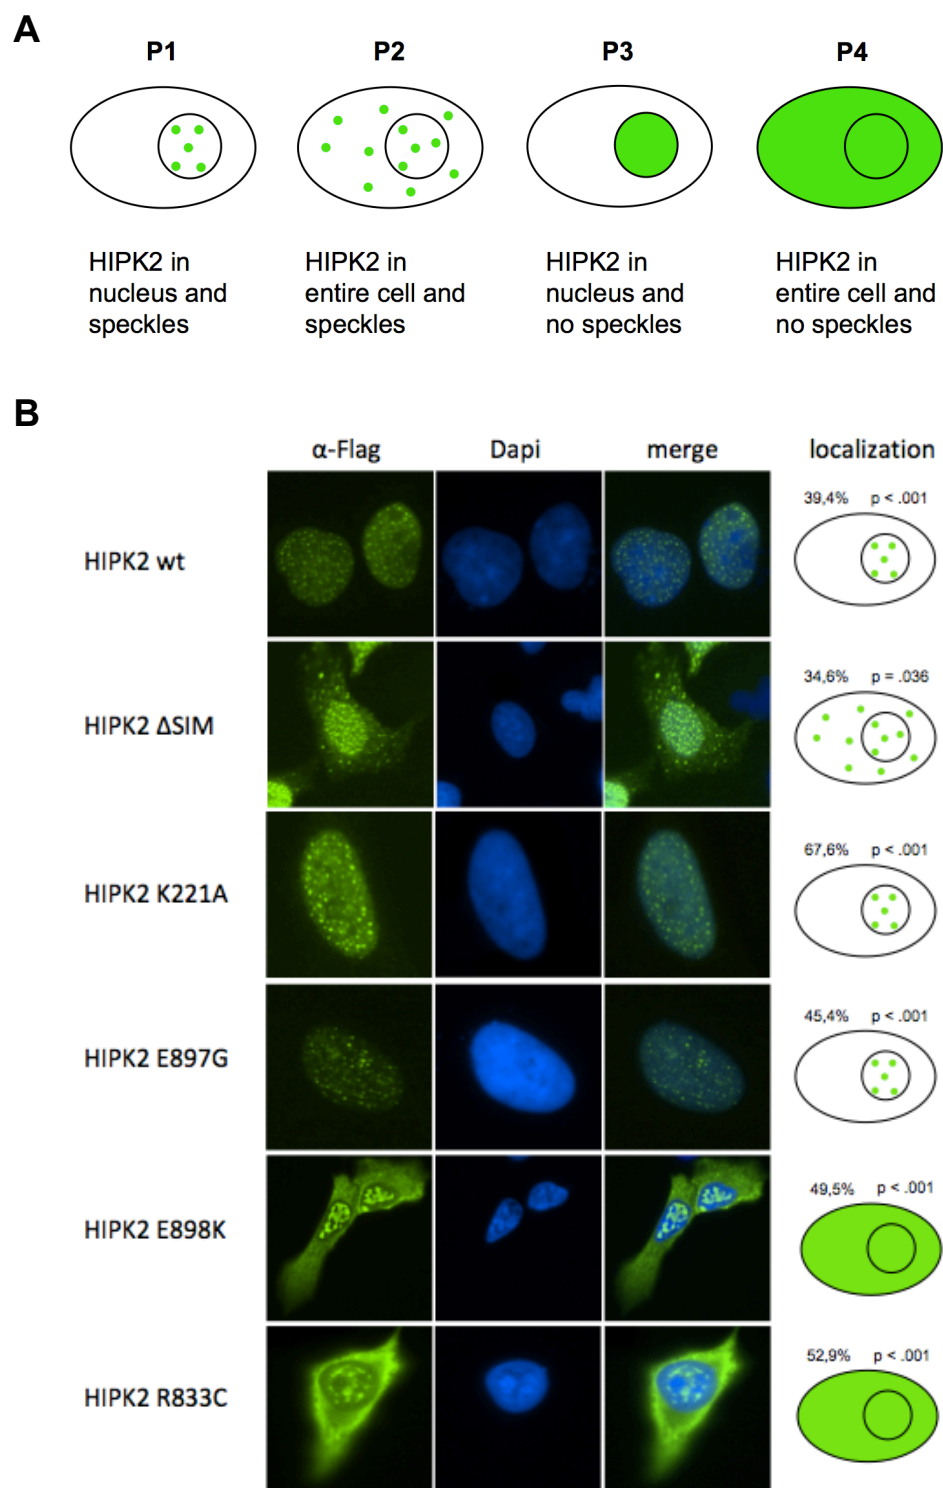 A
P1 P2 P3 P4
HIPK2 in HIPK2 in HIPK2 in HIPK2 in
nucleus and entire cell and nucleus and entire cell and
speckles speckles no speckles no speckles
B
α-Flag Dapi merge localization
39,4% p < .001
HIPK2 wt
34,6% p = .036
HIPK2 ΔSIM
67,6% p < .001
HIPK2 K221A
45,4% p < .001
HIPK2 E897G
49,5% p < .001
HIPK2 E898K
52,9% p < .001
HIPK2 R833C